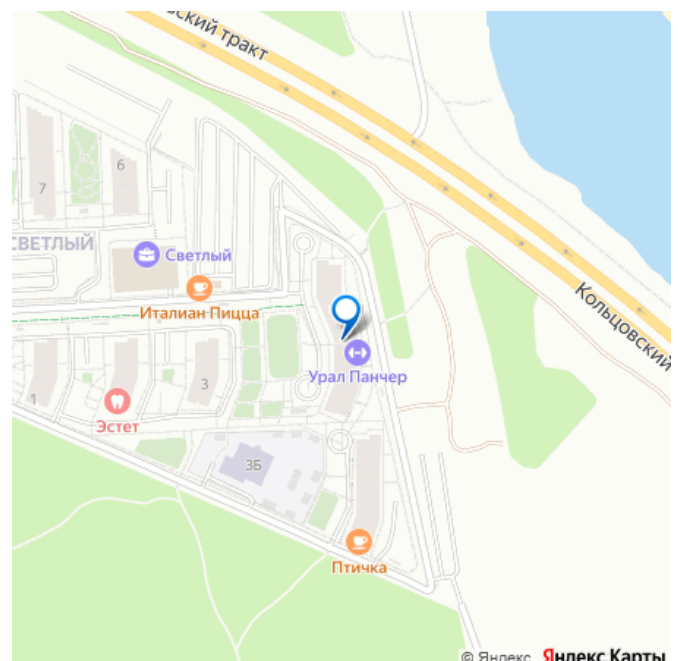 ский тракт
6
7
СВЕТЛЫЙ
Светлый
Италиан Пицца
Кольцовский
Урал Панчер
3
1
Эстет
3Б
Птичка
© Яндекс Яндекс Карты